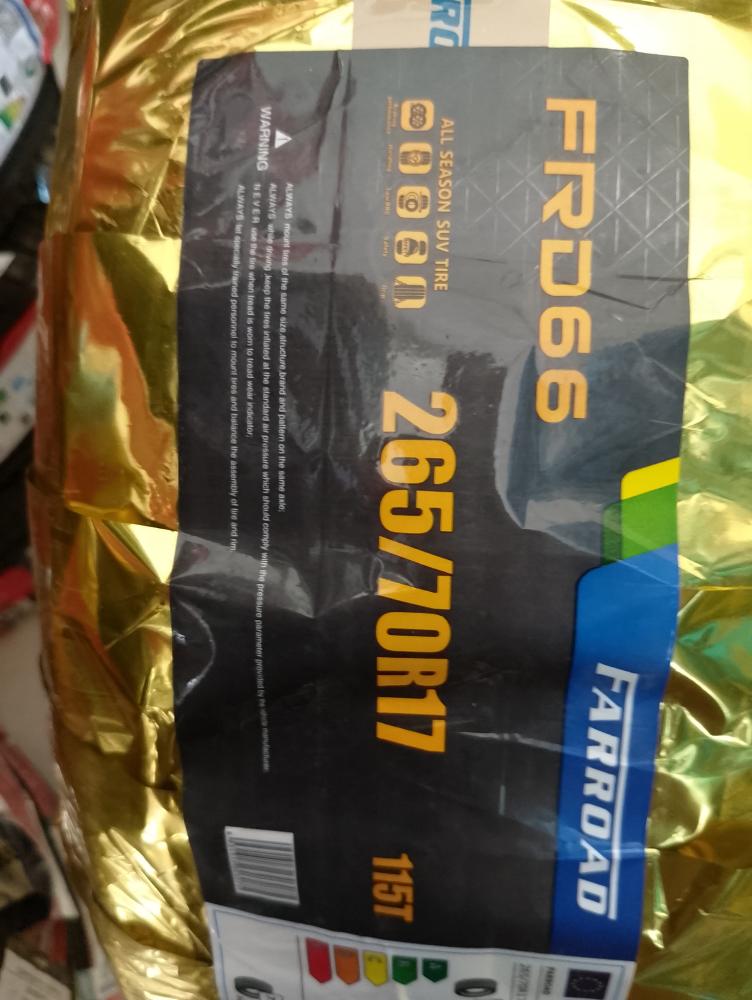 FRD66
FARROAD
ALL SEASON SUV TIRE
265/70R17
115T
WARNING
ALWAYS mount tires of the same size, structure, brand and pattern on the same axle;
ALWAYS while driving, keep the tires inflated at the standard air pressure which should comply with the pressure parameter provided by the vehicle manufacturer.
NEVER use the tire when tread is worn to tread wear indicator;
ALWAYS let specially trained personnel to mount tires and balance the assembly of tire and rim.